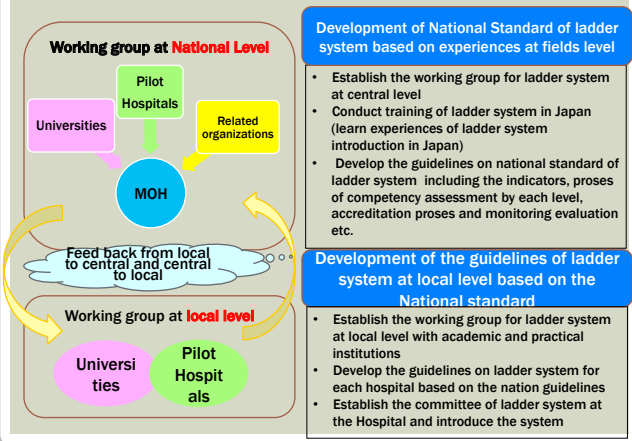 Working group at National Level
Pilot
Hospitals
Universities
Related
organizations
MOH
Feed back from local
to central and central
to local
Working group at local level
Universi
ties
Pilot
Hospit
als
Development of National Standard of ladder
system based on experiences at fields level
• Establish the working group for ladder system
at central level
• Conduct training of ladder system in Japan
(learn experiences of ladder system
introduction in Japan)
• Develop the guidelines on national standard of
ladder system including the indicators, proses
of competency assessment by each level,
accreditation proses and monitoring evaluation
etc.
Development of the guidelines of ladder
system at local level based on the
National standard
• Establish the working group for ladder system
at local level with academic and practical
institutions
• Develop the guidelines on ladder system for
each hospital based on the nation guidelines
• Establish the committee of ladder system at
the Hospital and introduce the system